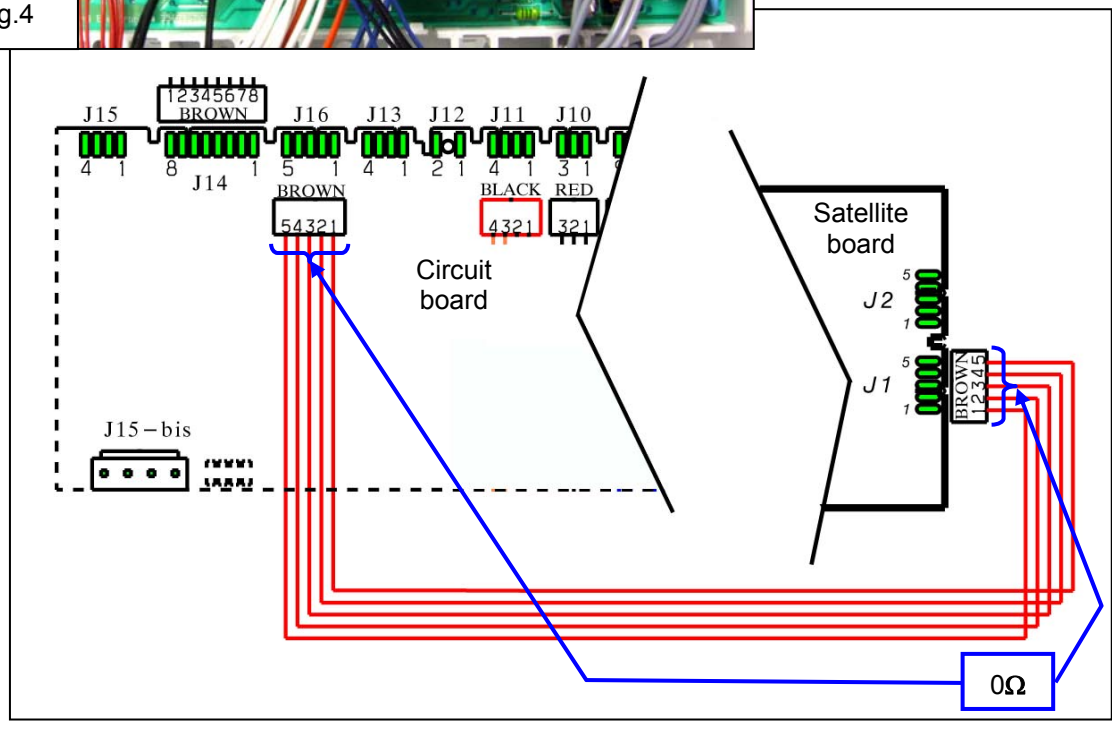 g.4
12345678
BROWN
J15 J16 J13 J12 J11 J10
4 1 8 1 5 1 4 1 2 1 4 1 3 1
J14
BROWN BLACK RED
54321 4321 321
Circuit
board
Satellite
board
5
J2
1
5
J1
1
BROWN
12345
J15-bis
0Ω